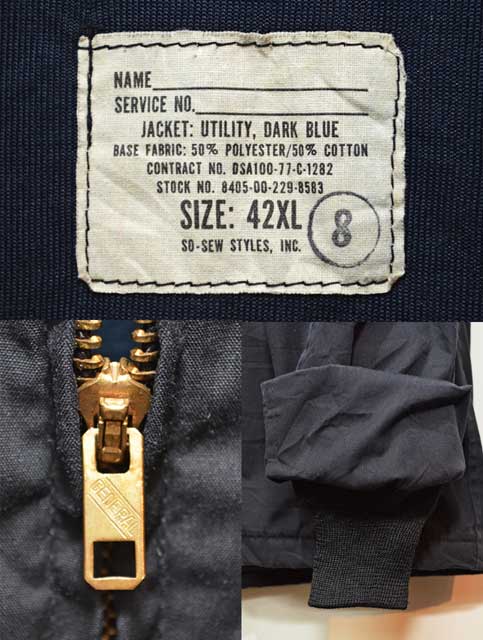 NAME
SERVICE NO.
JACKET: UTILITY, DARK BLUE
BASE FABRIC: 50% POLYESTER/50% COTTON
CONTRACT NO. DSA100-77-C-1282
STOCK NO. 8405-00-229-8583
SIZE: 42XL
8
SO-SEW STYLES, INC.
FEDERAL